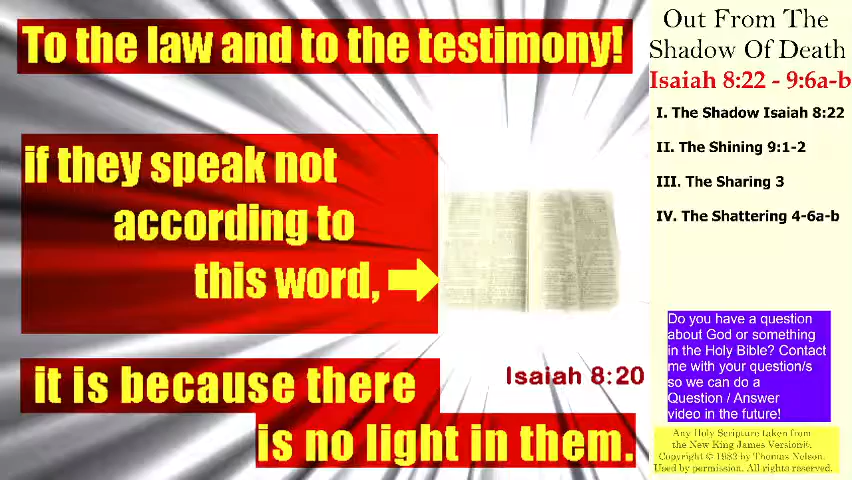 To the law and to the testimony!
if they speak not
according to
this word,
it is because there
is no light in them.
Isaiah 8:20
Out From The
Shadow Of Death
Isaiah 8:22 - 9:6a-b
I. The Shadow Isaiah 8:22
II. The Shining 9:1-2
III. The Sharing 3
IV. The Shattering 4-6a-b
Do you have a question
about God or something
in the Holy Bible? Contact
me with your question/s
so we can do a
Question / Answer
video in the future!
Any Holy Scripture taken from
the New King James Version®.
Copyright © 1982 by Thomas Nelson.
Used by permission. All rights reserved.